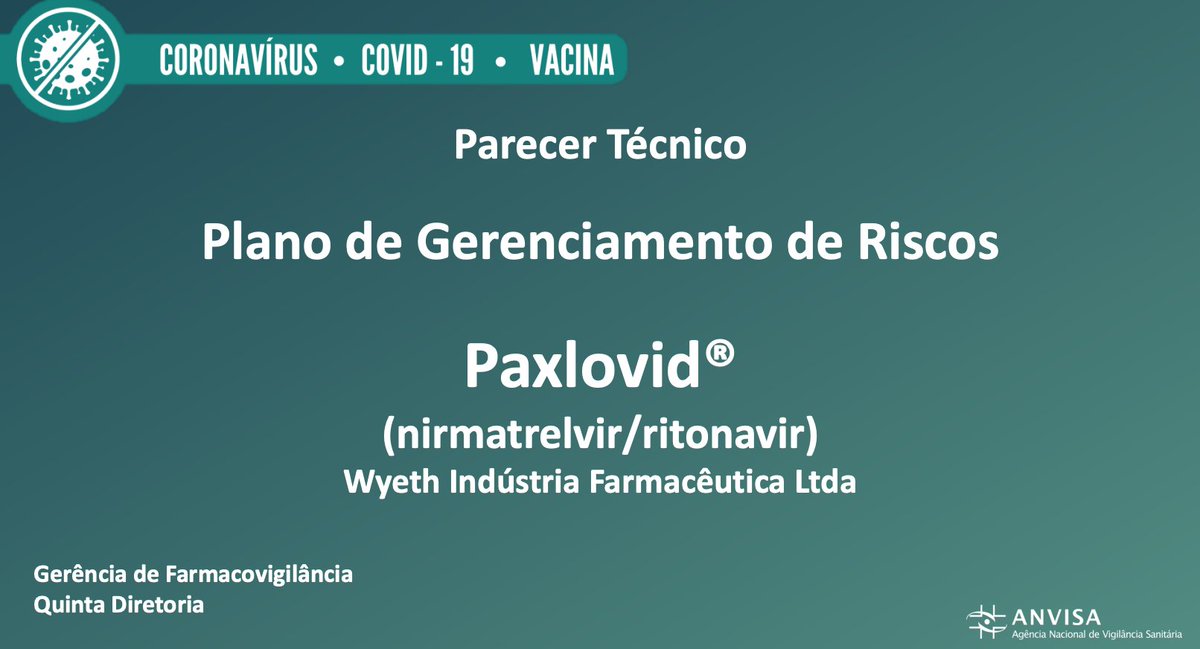 CORONAVÍRUS • COVID - 19 • VACINA
Parecer Técnico
Plano de Gerenciamento de Riscos
Paxlovid®
(nirmatrelvir/ritonavir)
Wyeth Indústria Farmacêutica Ltda
Gerência de Farmacovigilância
Quinta Diretoria
ANVISA
Agência Nacional de Vigilância Sanitária